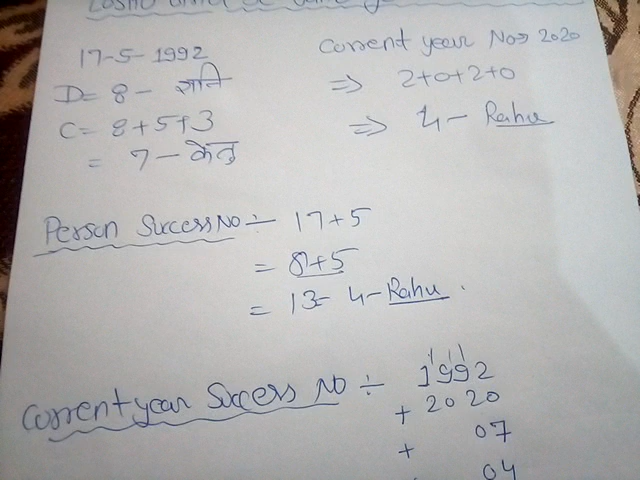 17-5-1992
D= 8 - शनि
C= 8+5+3
= 7 - केतु
Current year No⇒ 2020
⇒ 2+0+2+0
⇒ 4 - Rahu
Person Success No ÷ 17+5
= 8+5
= 13= 4-Rahu.
Current year Success No ÷ 1992
+ 2020
+ 07
04